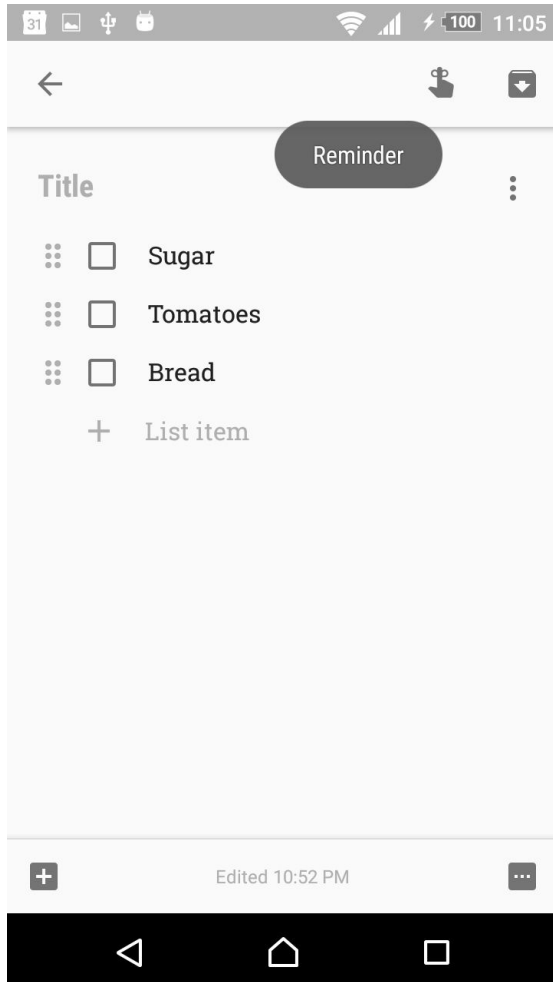 31 100 11:05
Reminder
Title
Sugar
Tomatoes
Bread
+ List item
Edited 10:52 PM